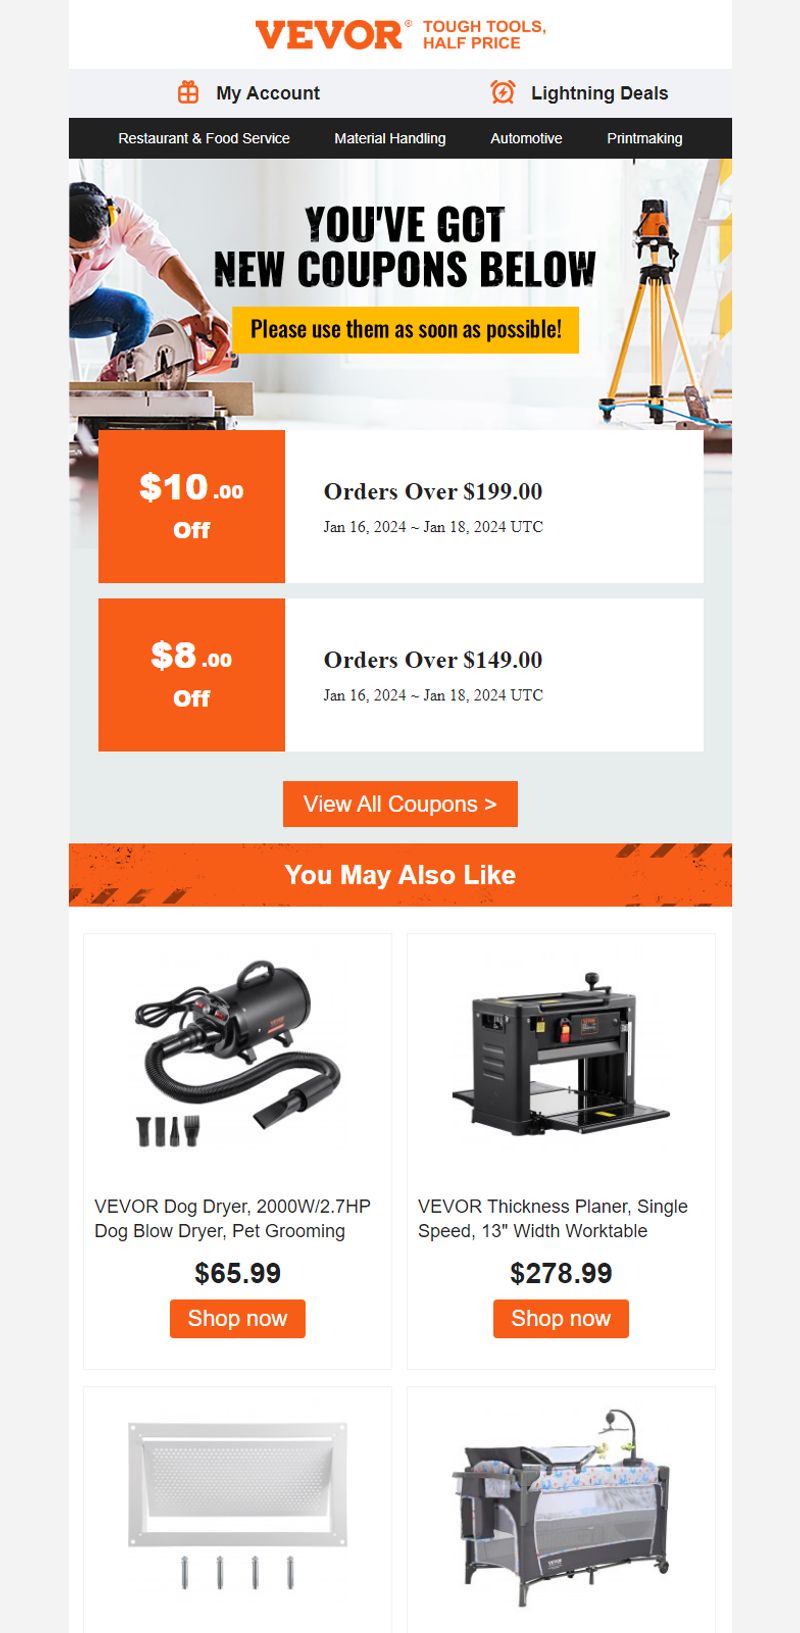 VEVOR® TOUGH TOOLS,
HALF PRICE
My Account
Lightning Deals
Restaurant & Food Service
Material Handling
Automotive
Printmaking
YOU'VE GOT
NEW COUPONS BELOW
Please use them as soon as possible!
$10.00
Off
Orders Over $199.00
Jan 16, 2024 ~ Jan 18, 2024 UTC
$8.00
Off
Orders Over $149.00
Jan 16, 2024 ~ Jan 18, 2024 UTC
View All Coupons >
You May Also Like
VEVOR
VEVOR
VEVOR Dog Dryer, 2000W/2.7HP
Dog Blow Dryer, Pet Grooming
$65.99
Shop now
VEVOR Thickness Planer, Single
Speed, 13" Width Worktable
$278.99
Shop now
VEVOR